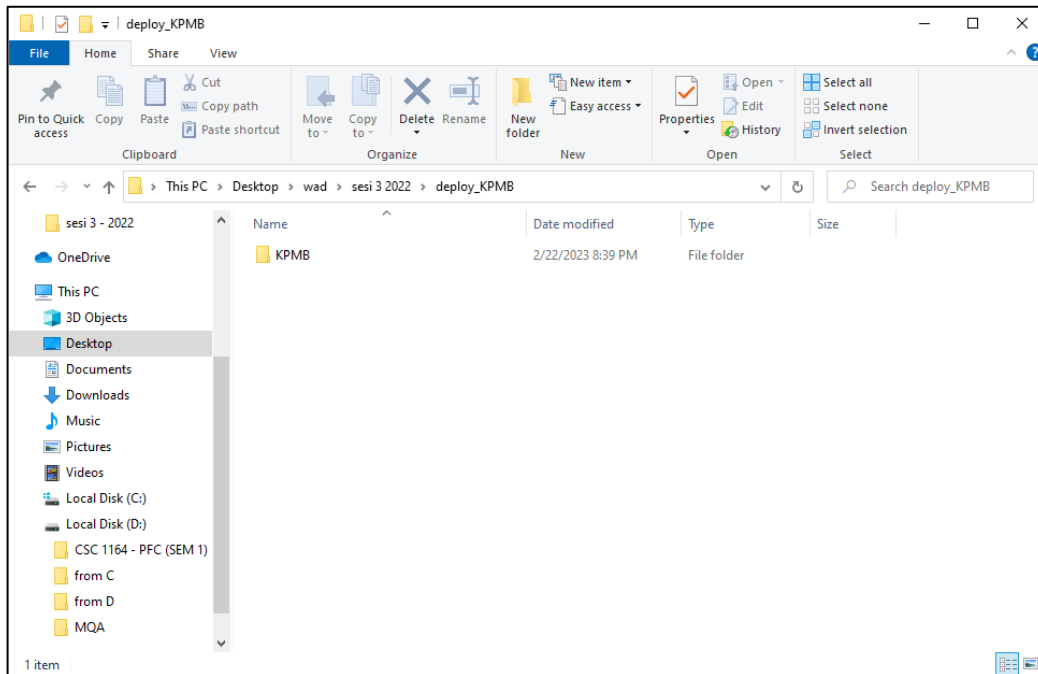 deploy_KPMB
File Home Share View
Pin to Quick access
Copy
Paste
Cut
Copy path
Paste shortcut
Clipboard
Move to
Copy to
Delete
Rename
Organize
New folder
New item
Easy access
New
Properties
Open
Edit
History
Open
Select all
Select none
Invert selection
Select
This PC > Desktop > wad > sesi 3 2022 > deploy_KPMB
Search deploy_KPMB
sesi 3 - 2022
OneDrive
This PC
3D Objects
Desktop
Documents
Downloads
Music
Pictures
Videos
Local Disk (C:)
Local Disk (D:)
CSC 1164 - PFC (SEM 1)
from C
from D
MQA
Name Date modified Type Size
KPMB 2/22/2023 8:39 PM File folder
1 item